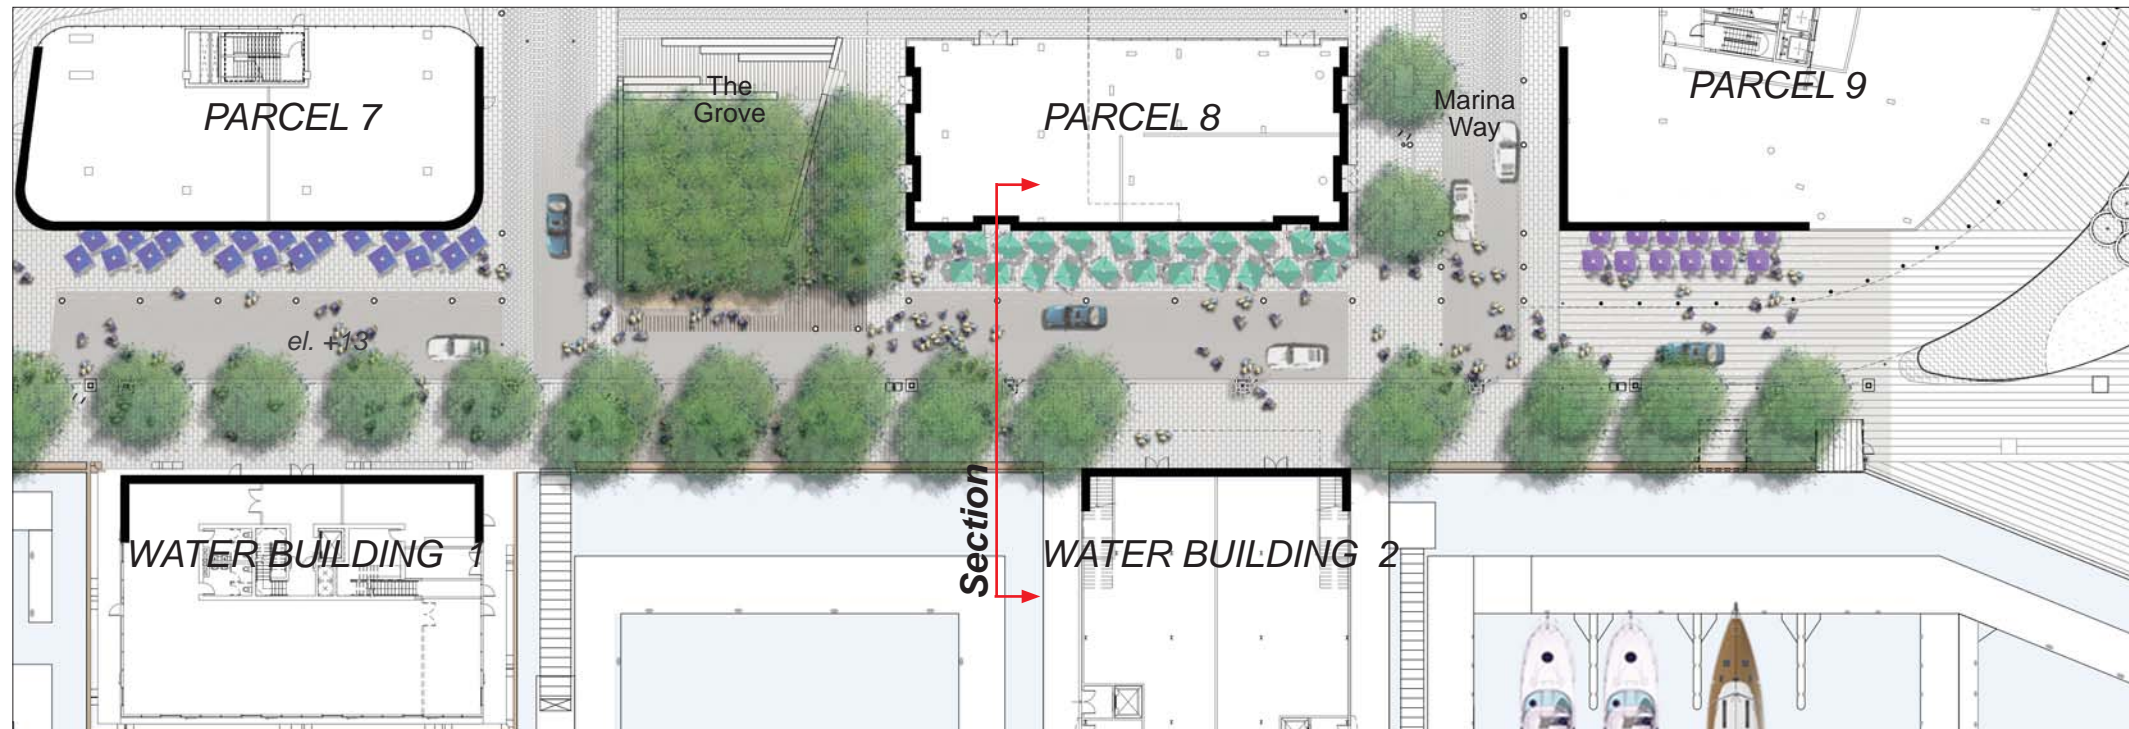 PARCEL 7
The
Grove
PARCEL 8
Marina
Way
PARCEL 9
el. +13
Section
WATER BUILDING 1
WATER BUILDING 2